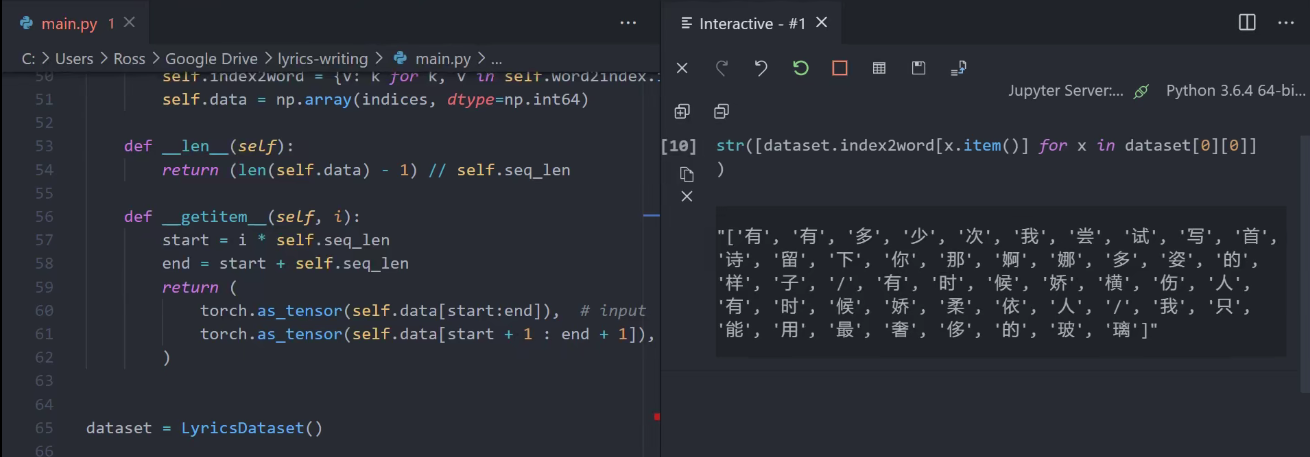 main.py 1
Interactive - #1
C: > Users > Ross > Google Drive > lyrics-writing > main.py > ...
50 self.index2word = {v: k for k, v in self.word2index.i
51 self.data = np.array(indices, dtype=np.int64)
52
53 def __len__(self):
54 return (len(self.data) - 1) // self.seq_len
55
56 def __getitem__(self, i):
57 start = i * self.seq_len
58 end = start + self.seq_len
59 return (
60 torch.as_tensor(self.data[start:end]), # input
61 torch.as_tensor(self.data[start + 1 : end + 1]),
62 )
63
64
65 dataset = LyricsDataset()
66
Jupyter Server:... Python 3.6.4 64-bi...
[10] str([dataset.index2word[x.item()] for x in dataset[0][0]]
)
"['有', '有', '多', '少', '次', '我', '尝', '试', '写', '首',
'诗', '留', '下', '你', '那', '婀', '娜', '多', '姿', '的',
'样', '子', '/', '有', '时', '候', '娇', '横', '伤', '人',
'有', '时', '候', '娇', '柔', '依', '人', '/', '我', '只',
'能', '用', '最', '奢', '侈', '的', '玻', '璃']"